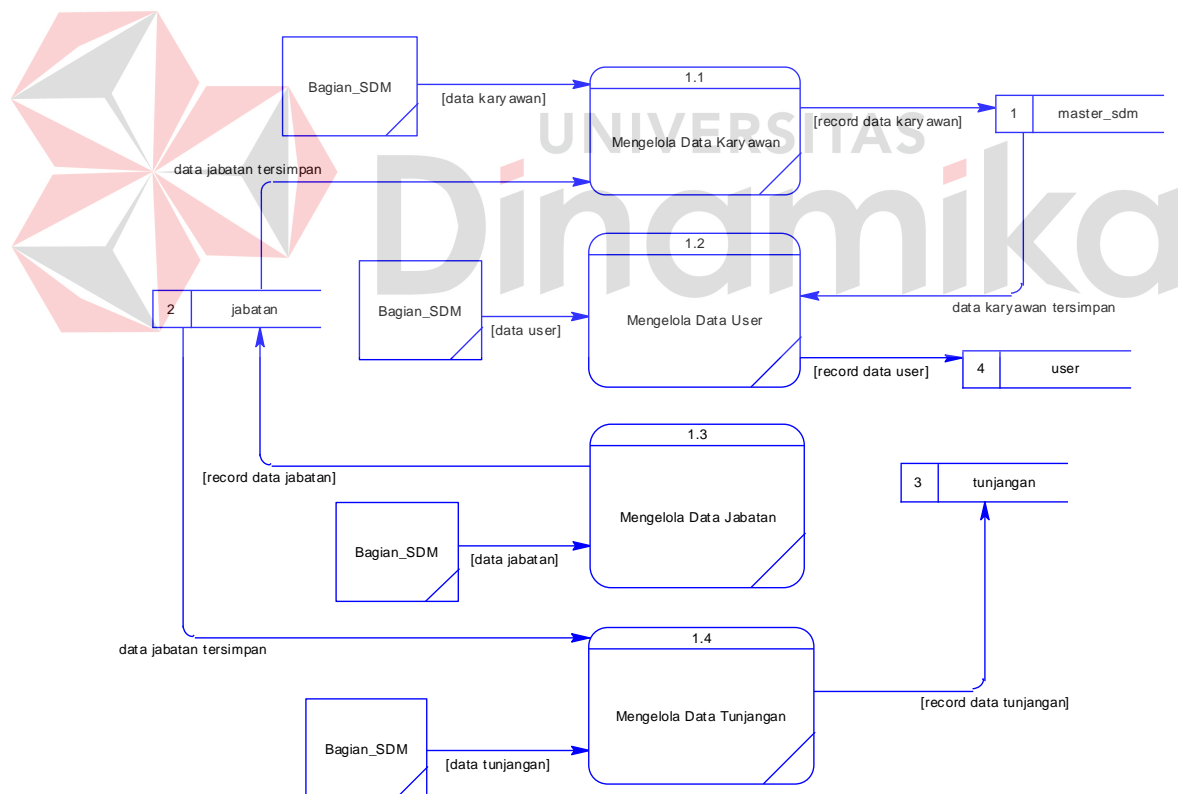 Bagian_SDM
[data karyawan]
1.1
Mengelola Data Karyawan
[record data karyawan]
1
master_sdm
UNIVERSITAS
Dinamika
data jabatan tersimpan
1.2
Mengelola Data User
Bagian_SDM
[data user]
data karyawan tersimpan
2
jabatan
[record data user]
4
user
1.3
Mengelola Data Jabatan
[record data jabatan]
3
tunjangan
Bagian_SDM
[data jabatan]
1.4
Mengelola Data Tunjangan
data jabatan tersimpan
[record data tunjangan]
Bagian_SDM
[data tunjangan]